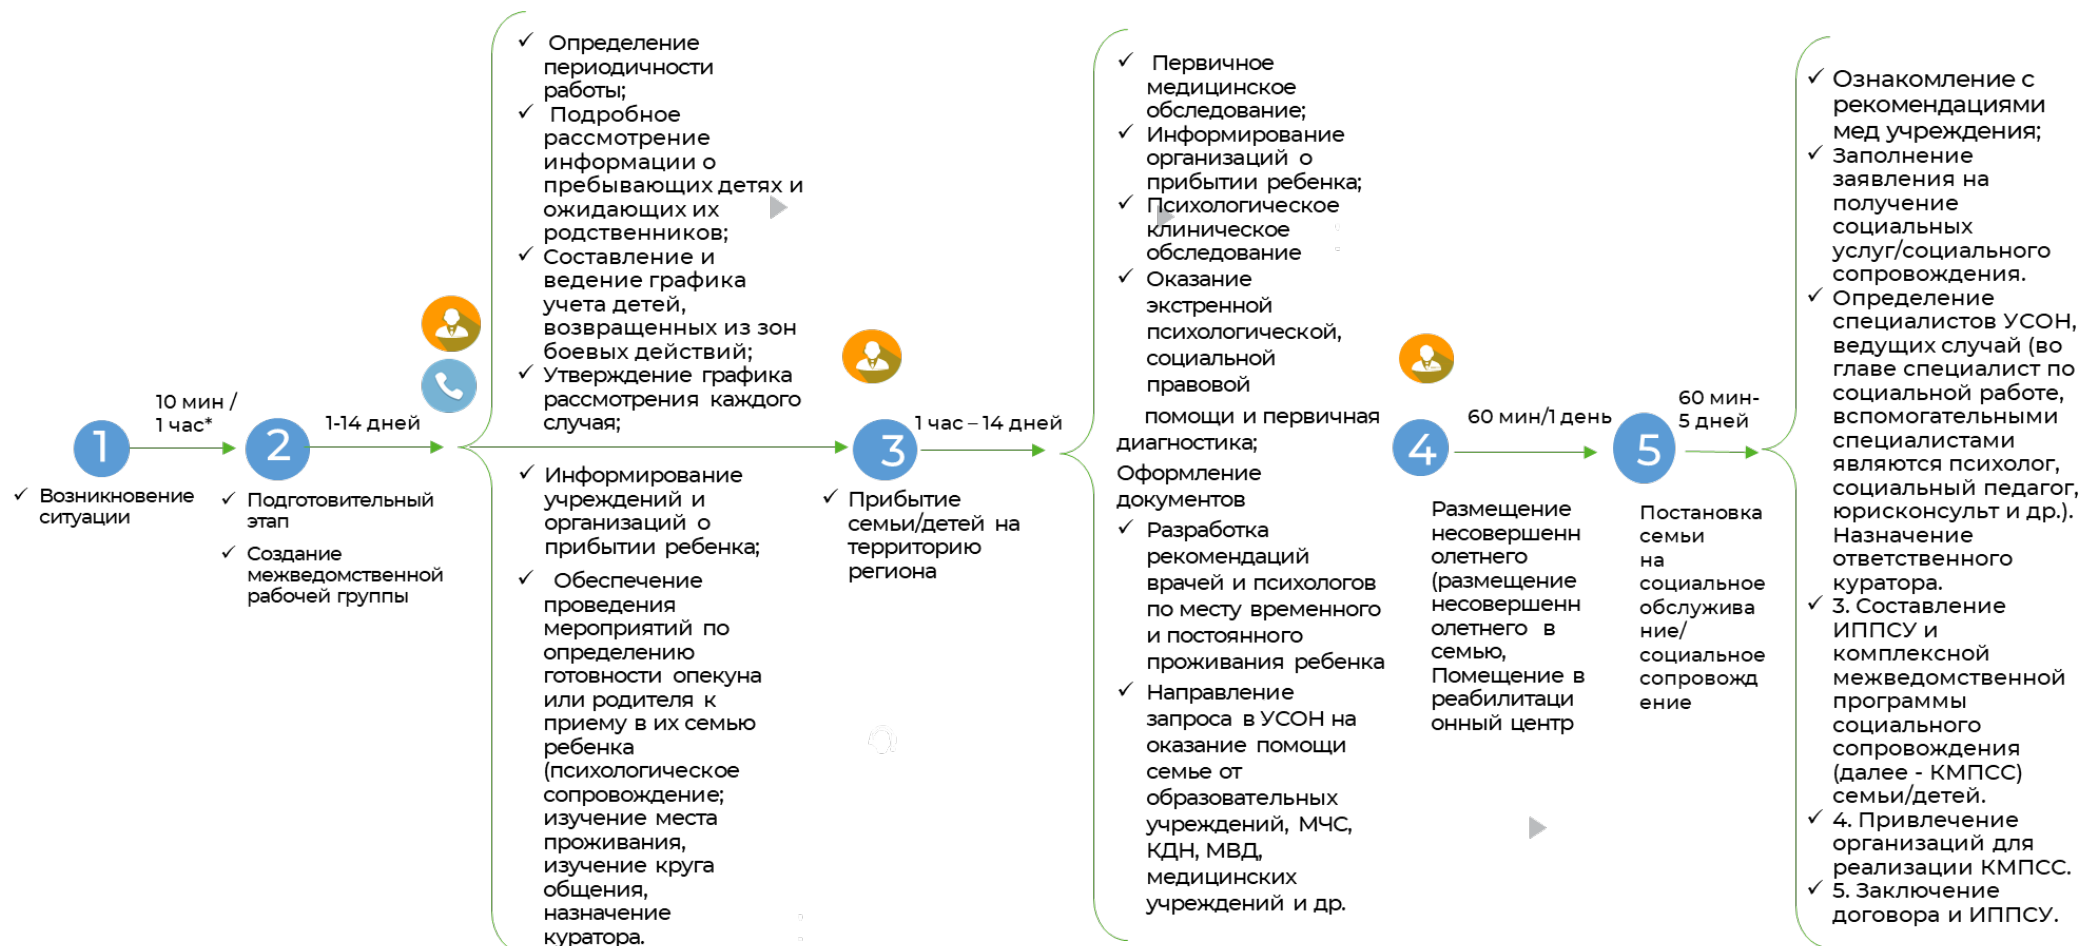 1
✓ Возникновение
ситуации
10 мин /
1 час*
2
✓ Подготовительный
этап
✓ Создание
межведомственной
рабочей группы
1-14 дней
✓ Определение
периодичности
работы;
✓ Подробное
рассмотрение
информации о
пребывающих детях и
ожидающих их
родственников;
✓ Составление и
ведение графика
учета детей,
возвращенных из зон
боевых действий;
✓ Утверждение графика
рассмотрения каждого
случая;
✓ Информирование
учреждений и
организаций о
прибытии ребенка;
✓ Обеспечение
проведения
мероприятий по
определению
готовности опекуна
или родителя к
приему в их семью
ребенка
(психологическое
сопровождение;
изучение места
проживания,
изучение круга
общения,
назначение
куратора.
3
✓ Прибытие
семьи/детей на
территорию
региона
1 час – 14 дней
✓ Первичное
медицинское
обследование;
✓ Информирование
организаций о
прибытии ребенка;
✓ Психологическое
клиническое
обследование
✓ Оказание
экстренной
психологической,
социальной
правовой
помощи и первичная
диагностика;
Оформление
документов
✓ Разработка
рекомендаций
врачей и психологов
по месту временного
и постоянного
проживания ребенка
✓ Направление
запроса в УСОН на
оказание помощи
семье от
образовательных
учреждений, МЧС,
КДН, МВД,
медицинских
учреждений и др.
4
Размещение
несовершенн
олетнего
(размещение
несовершенн
олетнего в
семью,
Помещение в
реабилитаци
онный центр
60 мин/1 день
5
Постановка
семьи
на
социальное
обслужива
ние/
социальное
сопровожд
ение
60 мин-
5 дней
✓ Ознакомление с
рекомендациями
мед учреждения;
✓ Заполнение
заявления на
получение
социальных
услуг/социального
сопровождения.
✓ Определение
специалистов УСОН,
ведущих случай (во
главе специалист по
социальной работе,
вспомогательными
специалистами
являются психолог,
социальный педагог,
юрисконсульт и др.).
Назначение
ответственного
куратора.
✓ 3. Составление
ИППСУ и
комплексной
межведомственной
программы
социального
сопровождения
(далее - КМПСС)
семьи/детей.
✓ 4. Привлечение
организаций для
реализации КМПСС.
✓ 5. Заключение
договора и ИППСУ.